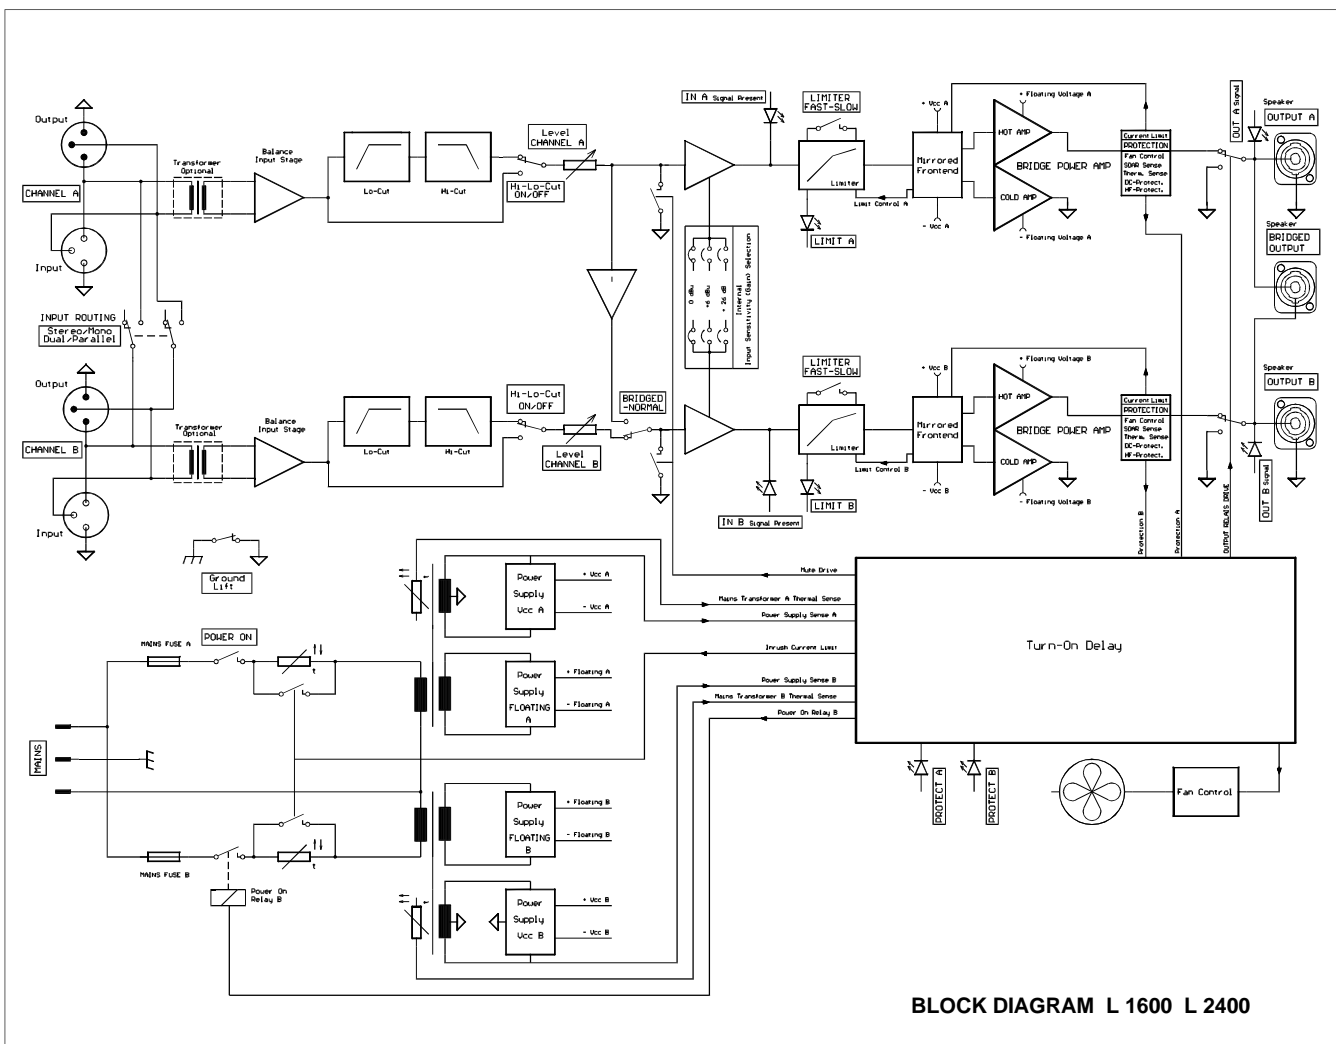 Output
CHANNEL A
Input
Transformer
Optional
Balance
Input Stage
Lo-Cut
Hi-Cut
Level
CHANNEL A
Hi-Lo-Cut
ON/OFF
IN A Signal Present
LIMITER
FAST-SLOW
Limiter
LIMIT A
Limit Control A
+ Vcc A
Mirrored
Frontend
- Vcc A
+ Floating Voltage A
HOT AMP
BRIDGE POWER AMP
COLD AMP
- Floating Voltage A
Current Limit
PROTECTION
Fan Control
SOAR Sense
Therm. Sense
DC-Protect.
HF-Protect.
OUT A Signal
Speaker
OUTPUT A
Speaker
BRIDGED
OUTPUT
INPUT ROUTING
Stereo/Mono
Dual/Parallel
0 dBu
+6 dBu
+ 26 dB
Internal
Input Sensitivity (Gain) Selection
Output
CHANNEL B
Input
Transformer
Optional
Balance
Input Stage
Lo-Cut
Hi-Cut
Hi-Lo-Cut
ON/OFF
Level
CHANNEL B
BRIDGED
-NORMAL
IN B Signal Present
LIMITER
FAST-SLOW
Limiter
LIMIT B
Limit Control B
+ Vcc B
Mirrored
Frontend
- Vcc B
+ Floating Voltage B
HOT AMP
BRIDGE POWER AMP
COLD AMP
- Floating Voltage B
Current Limit
PROTECTION
Fan Control
SOAR Sense
Therm. Sense
DC-Protect.
HF-Protect.
Speaker
OUTPUT B
OUT B Signal
Protection B
Protection A
OUTPUT RELAIS DRIVE
Ground
Lift
MAINS FUSE A
POWER ON
t
t
Power
Supply
Vcc A
+ Vcc A
- Vcc A
Power
Supply
FLOATING
A
+ Floating A
- Floating A
Mute Drive
Mains Transformer A Thermal Sense
Power Supply Sense A
Inrush Current Limit
Power Supply Sense B
Mains Transformer B Thermal Sense
Power On Relay B
Turn-On Delay
MAINS
MAINS FUSE B
t
Power On
Relay B
t
Power
Supply
FLOATING
B
+ Floating B
- Floating B
Power
Supply
Vcc B
+ Vcc B
- Vcc B
PROTECT A
PROTECT B
Fan Control
BLOCK DIAGRAM L 1600 L 2400